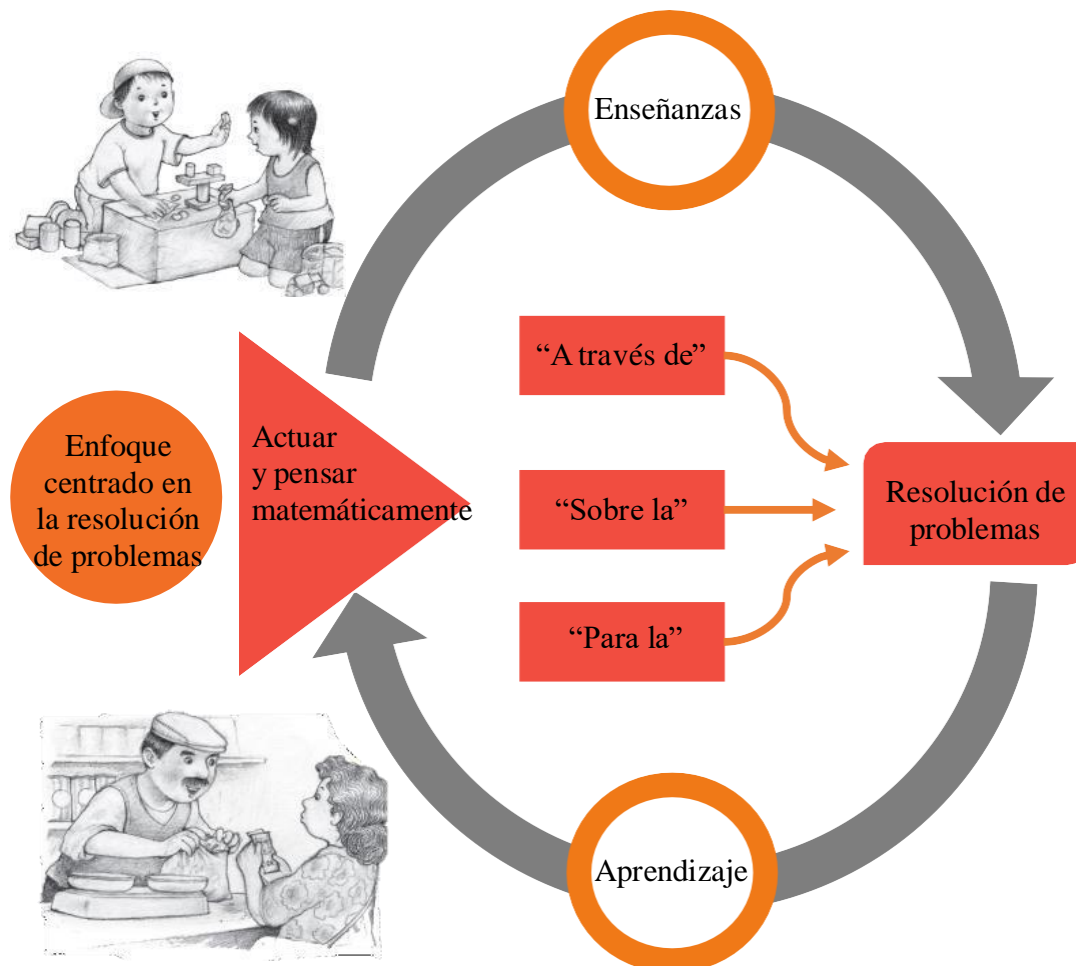 Enseñanzas
“A través de”
Enfoque
centrado en
la resolución
de problemas
Actuar
y pensar
matemáticamente
“Sobre la”
Resolución de
problemas
“Para la”
Aprendizaje